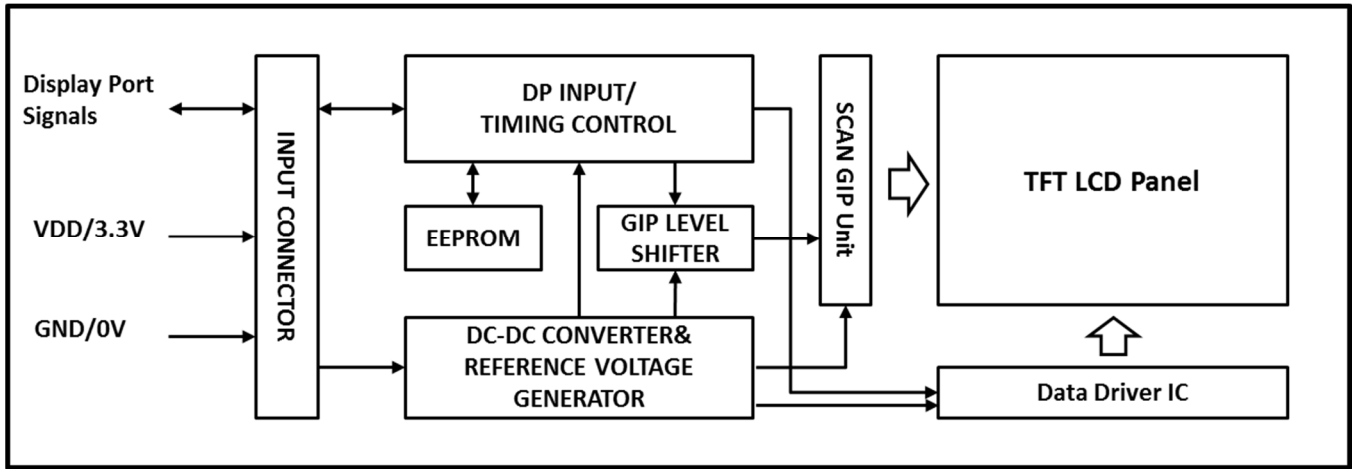 Display Port
Signals
VDD/3.3V
GND/0V
INPUT CONNECTOR
DP INPUT/
TIMING CONTROL
EEPROM
GIP LEVEL
SHIFTER
DC-DC CONVERTER&
REFERENCE VOLTAGE
GENERATOR
SCAN GIP Unit
TFT LCD Panel
Data Driver IC